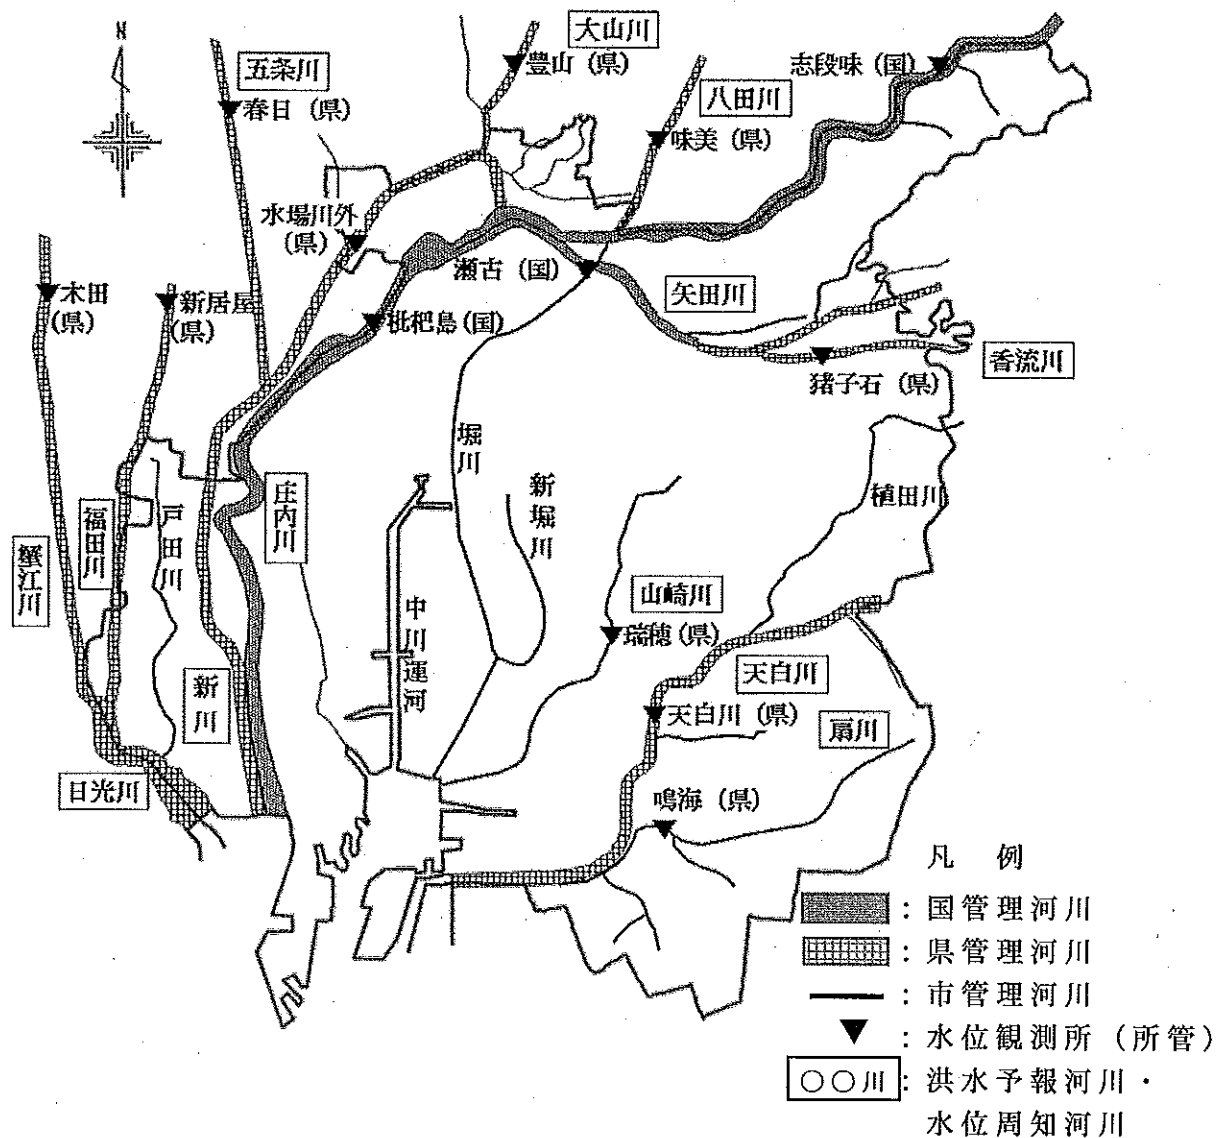 N
大山川
五条川
豊山（県）
志段味（国）
八田川
春日（県）
味美（県）
水場川外
（県）
瀬古（国）
矢田川
木田
（県）
新居屋
（県）
枇杷島（国）
香流川
猪子石（県）
堀川
新堀川
庄内川
植田川
福田川
戸田川
蟹江川
中川運河
山崎川
瑞穂（県）
新川
天白川
天白川（県）
扇川
日光川
鳴海（県）
凡　例
：国管理河川
：県管理河川
：市管理河川
：水位観測所（所管）
○○川：洪水予報河川・
水位周知河川